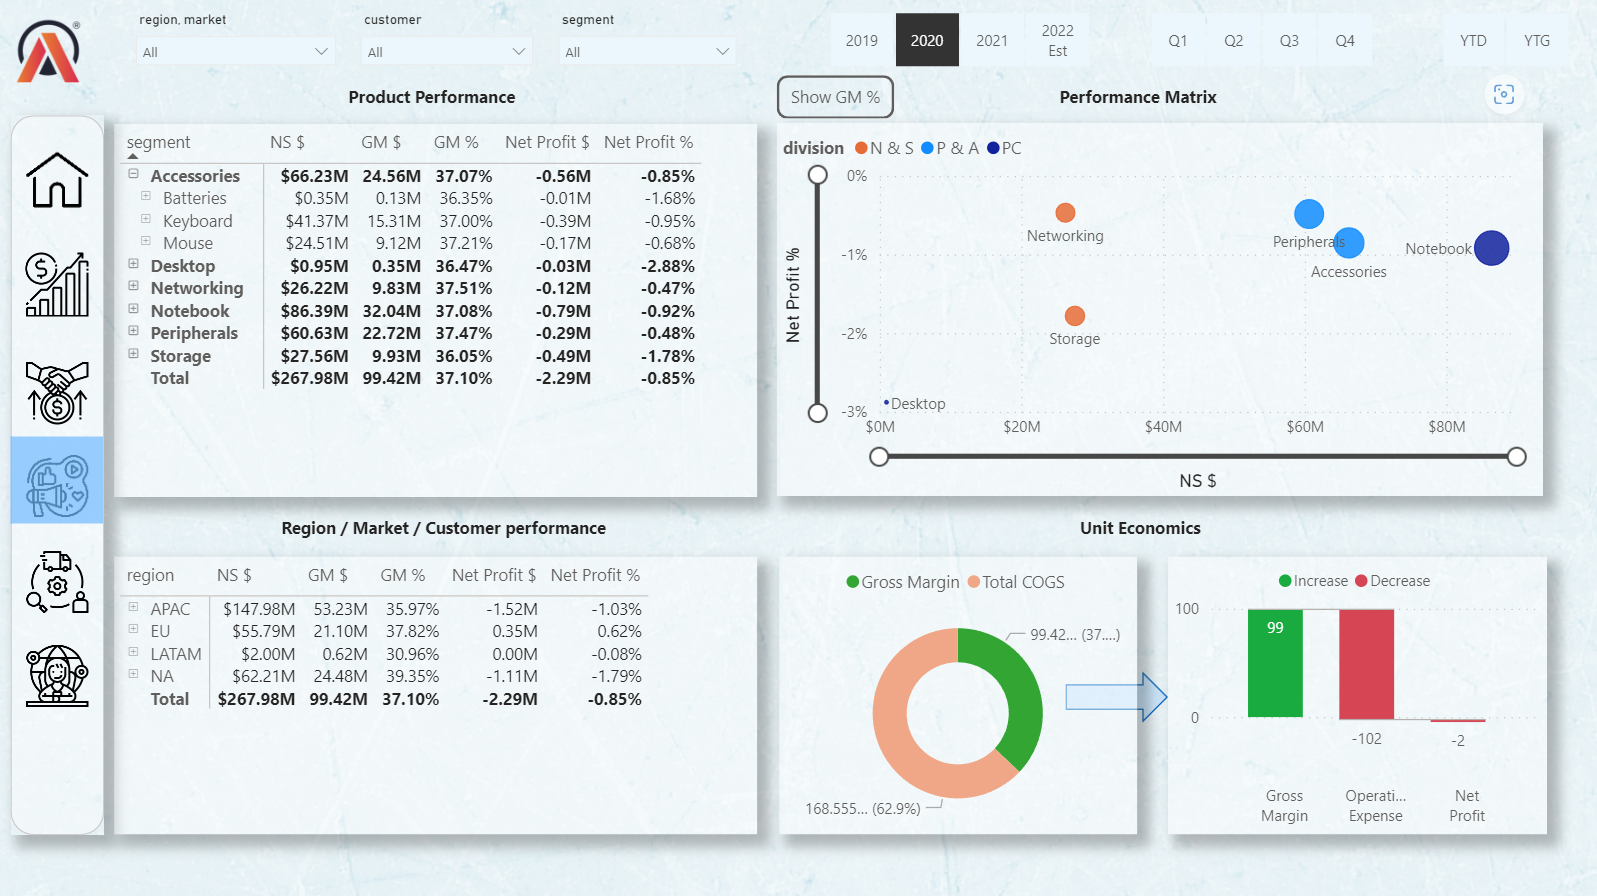 region, market customer segment
All All All
2019 2020 2021 2022 Est Q1 Q2 Q3 Q4 YTD YTG
®
Product Performance
segment NS $ GM $ GM % Net Profit $ Net Profit %
Accessories $66.23M 24.56M 37.07% -0.56M -0.85%
Batteries $0.35M 0.13M 36.35% -0.01M -1.68%
Keyboard $41.37M 15.31M 37.00% -0.39M -0.95%
Mouse $24.51M 9.12M 37.21% -0.17M -0.68%
Desktop $0.95M 0.35M 36.47% -0.03M -2.88%
Networking $26.22M 9.83M 37.51% -0.12M -0.47%
Notebook $86.39M 32.04M 37.08% -0.79M -0.92%
Peripherals $60.63M 22.72M 37.47% -0.29M -0.48%
Storage $27.56M 9.93M 36.05% -0.49M -1.78%
Total $267.98M 99.42M 37.10% -2.29M -0.85%
Show GM %
Performance Matrix
division N & S P & A PC
Net Profit %
0%
-1%
-2%
-3%
Networking
Peripherals
Accessories
Notebook
Storage
Desktop
$0M $20M $40M $60M $80M
NS $
Region / Market / Customer performance
region NS $ GM $ GM % Net Profit $ Net Profit %
APAC $147.98M 53.23M 35.97% -1.52M -1.03%
EU $55.79M 21.10M 37.82% 0.35M 0.62%
LATAM $2.00M 0.62M 30.96% 0.00M -0.08%
NA $62.21M 24.48M 39.35% -1.11M -1.79%
Total $267.98M 99.42M 37.10% -2.29M -0.85%
Unit Economics
Gross Margin Total COGS
99.42... (37....)
168.555... (62.9%)
Increase Decrease
100
0
99
-102
-2
Gross Margin
Operati... Expense
Net Profit